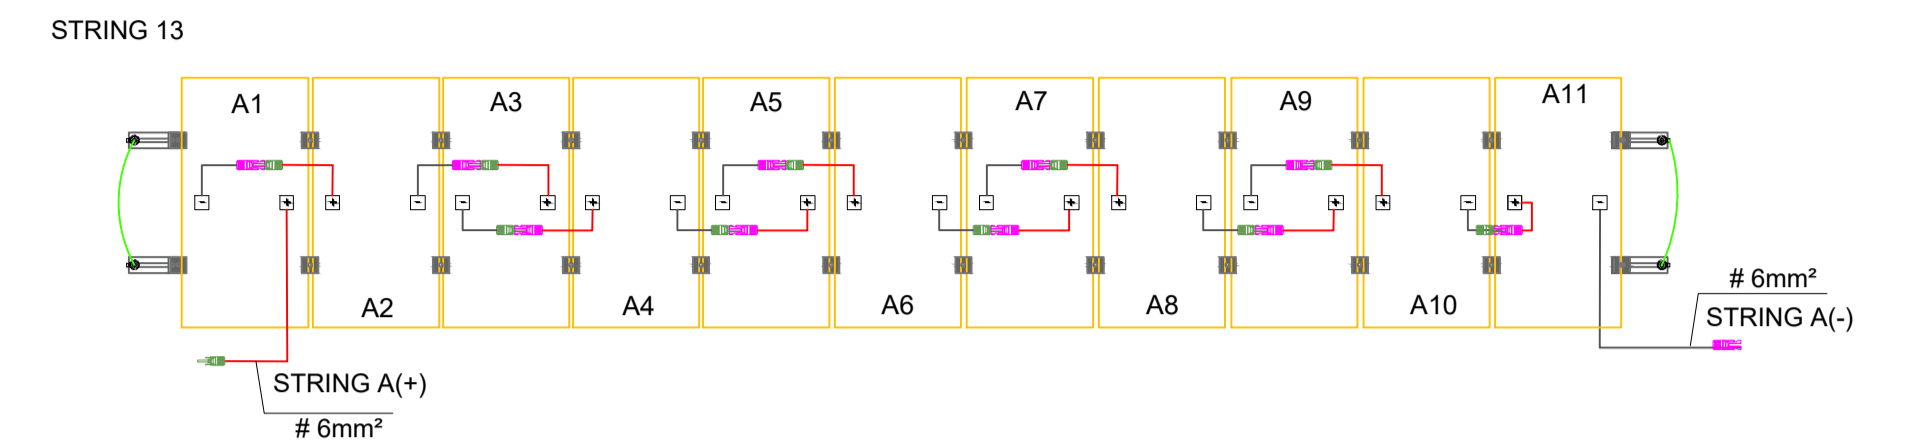 STRING 13
A1
A3
A5
A7
A9
A11
- + + - - + + - - + + - - + + - - + + - + -
A2
A4
A6
A8
A10
# 6mm²
STRING A(-)
STRING A(+)
# 6mm²